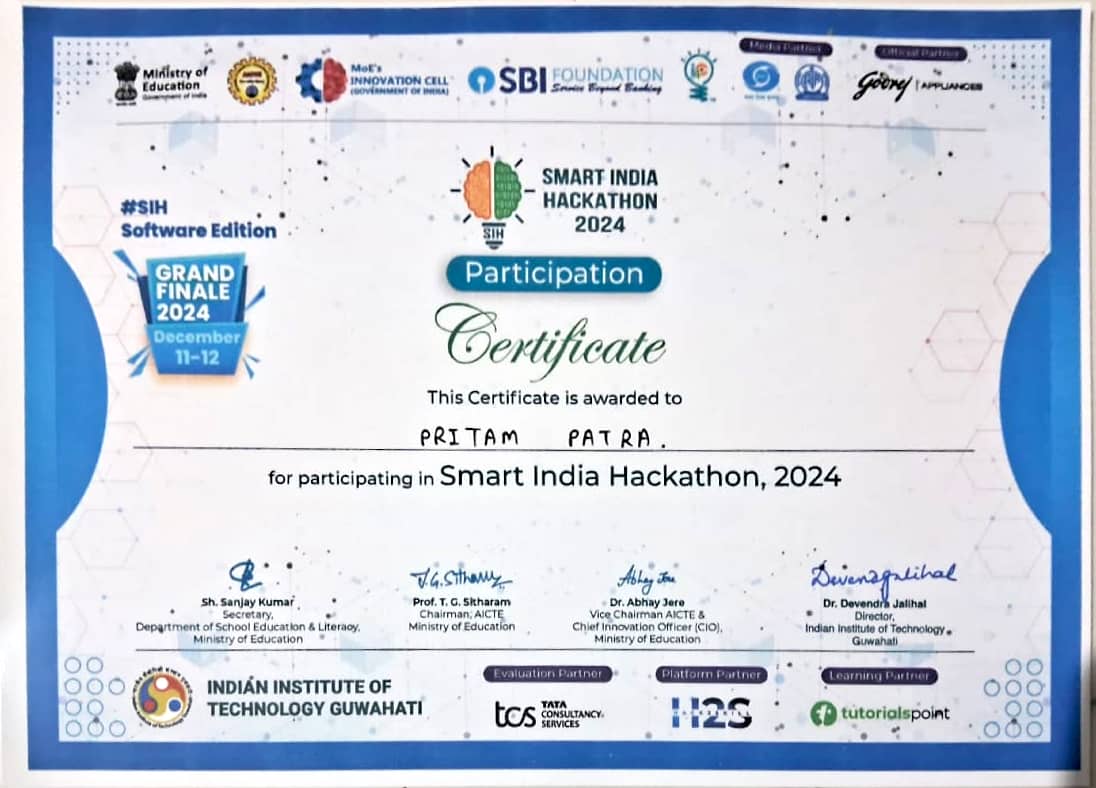 Ministry of
Education
Government of India
MoE's
INNOVATION CELL
(GOVERNMENT OF INDIA)
SBI FOUNDATION
Service Beyond Banking
Media Partner
Official Partner
Godrej | APPLIANCES
#SIH
Software Edition
GRAND
FINALE
2024
December
11-12
SIH
SMART INDIA
HACKATHON
2024
Participation
Certificate
This Certificate is awarded to
PRITAM PATRA.
for participating in Smart India Hackathon, 2024
Sh. Sanjay Kumar
Secretary,
Department of School Education & Literacy,
Ministry of Education
T.G. Sitharam
Prof. T. G. Sitharam
Chairman, AICTE
Ministry of Education
Abhay Jere
Dr. Abhay Jere
Vice Chairman AICTE &
Chief Innovation Officer (CIO),
Ministry of Education
Dr. Devendra Jalihal
Director,
Indian Institute of Technology
Guwahati
INDIAN INSTITUTE OF
TECHNOLOGY GUWAHATI
Evaluation Partner
tcs TATA
CONSULTANCY
SERVICES
Platform Partner
H2S
Learning Partner
tutorialspoint